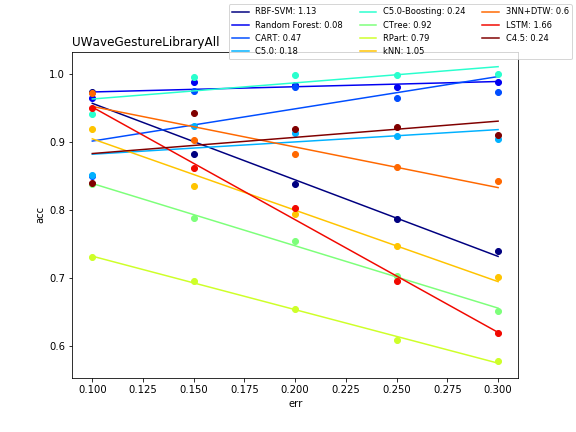 RBF-SVM: 1.13
Random Forest: 0.08
CART: 0.47
C5.0: 0.18
C5.0-Boosting: 0.24
CTree: 0.92
RPart: 0.79
kNN: 1.05
3NN+DTW: 0.6
LSTM: 1.66
C4.5: 0.24
UWaveGestureLibraryAll
1.0
0.9
0.8
0.7
0.6
acc
0.100 0.125 0.150 0.175 0.200 0.225 0.250 0.275 0.300
err